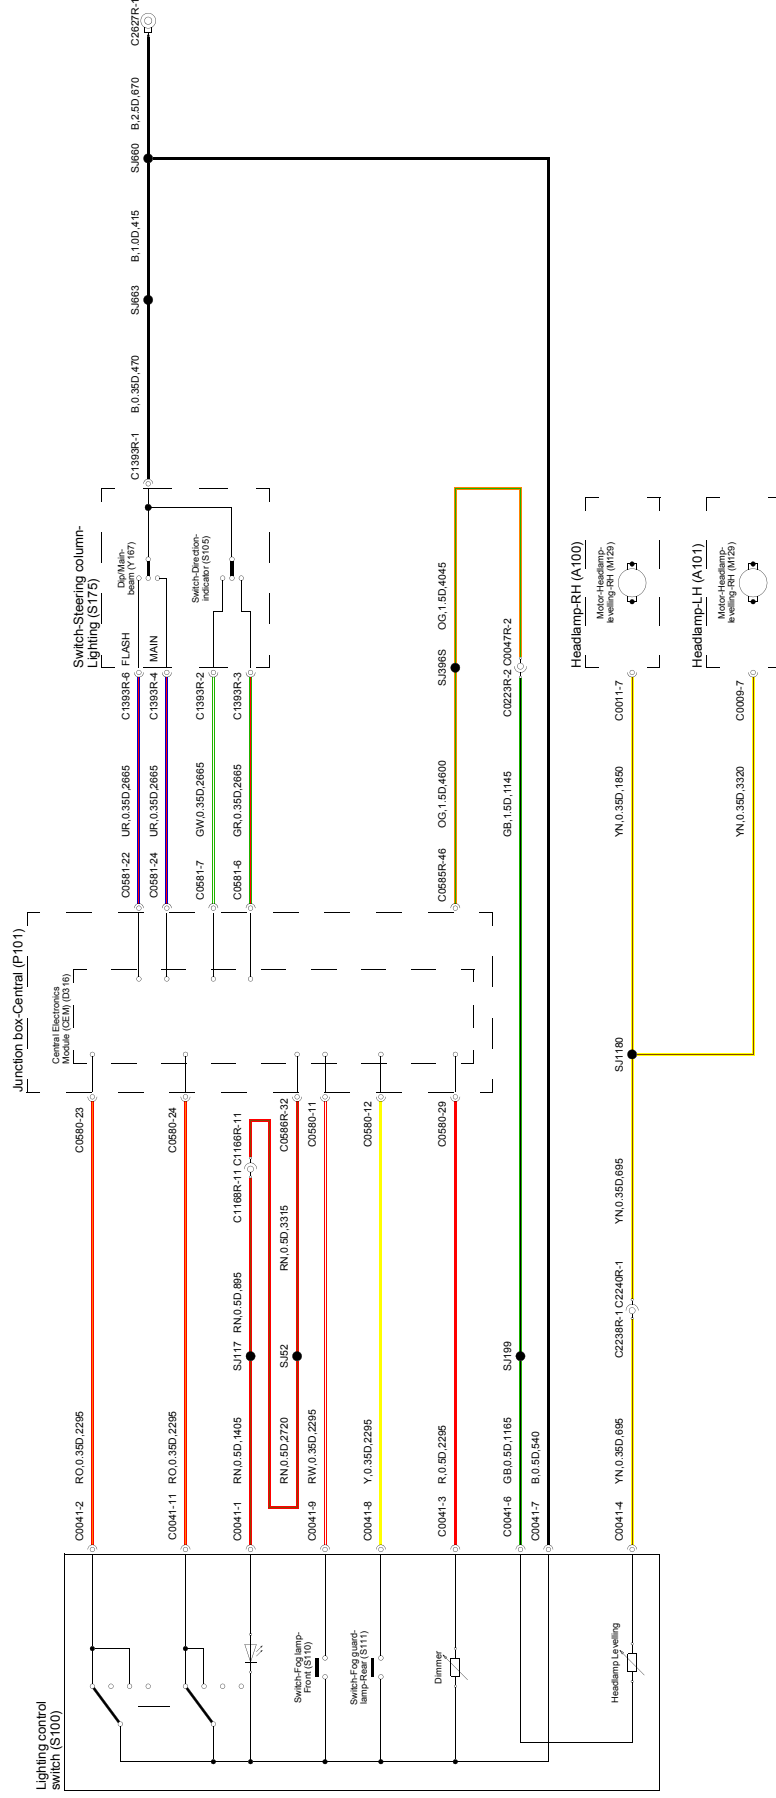 C2627R-1
B,2.5D,670
SJ660
B,1.0D,415
SJ663
B,0.35D,470
C1393R-1
Switch-Steering column-
Lighting (S175)
Dip/Main-
beam (Y167)
Switch-Direction-
indicator (S105)
FLASH
MAIN
C1393R-6
C1393R-4
C1393R-2
C1393R-3
UR,0.35D,2665
UR,0.35D,2665
GW,0.35D,2665
GR,0.35D,2665
C0581-22
C0581-24
C0581-7
C0581-6
OG,1.5D,4045
SJ396S
OG,1.5D,4600
C0585R-46
C0047R-2
C0223R-2
GB,1.5D,1145
Headlamp-RH (A100)
Motor-Headlamp-
levelling-RH (M129)
C0011-7
YN,0.35D,1850
Headlamp-LH (A101)
Motor-Headlamp-
levelling-RH (M129)
C0009-7
YN,0.35D,3320
Junction box-Central (P101)
Central Electronics
Module (CEM) (D316)
C0580-23
C0580-24
C1166R-11
C1168R-11
C0586R-32
C0580-11
C0580-12
C0580-29
SJ1180
RN,0.5D,895
RN,0.5D,3315
YN,0.35D,695
C2240R-1
C2238R-1
SJ117
SJ52
SJ199
RO,0.35D,2295
RO,0.35D,2295
RN,0.5D,1405
RN,0.5D,2720
RW,0.35D,2295
Y,0.35D,2295
R,0.5D,2295
GB,0.5D,1165
B,0.5D,540
YN,0.35D,695
C0041-2
C0041-11
C0041-1
C0041-9
C0041-8
C0041-3
C0041-6
C0041-7
C0041-4
Lighting control
switch (S100)
Switch-Fog lamp-
Front (S110)
Switch-Fog guard-
lamp-Rear (S111)
Dimmer
Headlamp Levelling